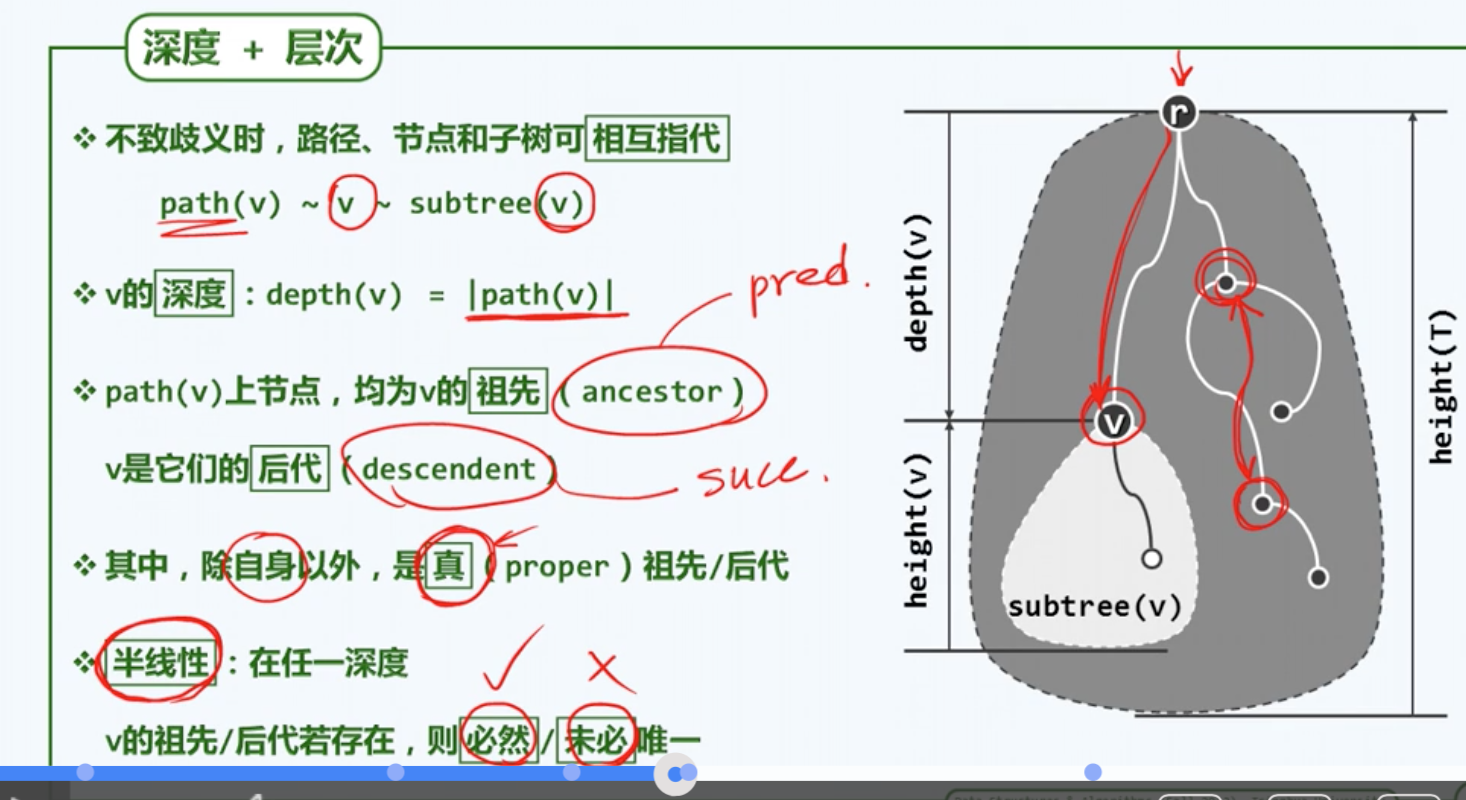 深度 + 层次
不致歧义时，路径、节点和子树可相互指代
path(v) ~ v ~ subtree(v)
v的深度：depth(v) = |path(v)|
pred.
path(v)上节点，均为v的祖先（ancestor）
v是它们的后代（descendent）
succ.
其中，除自身以外，是真（proper）祖先/后代
半线性：在任一深度
v的祖先/后代若存在，则必然/未必唯一
r
depth(v)
v
height(v)
subtree(v)
height(T)